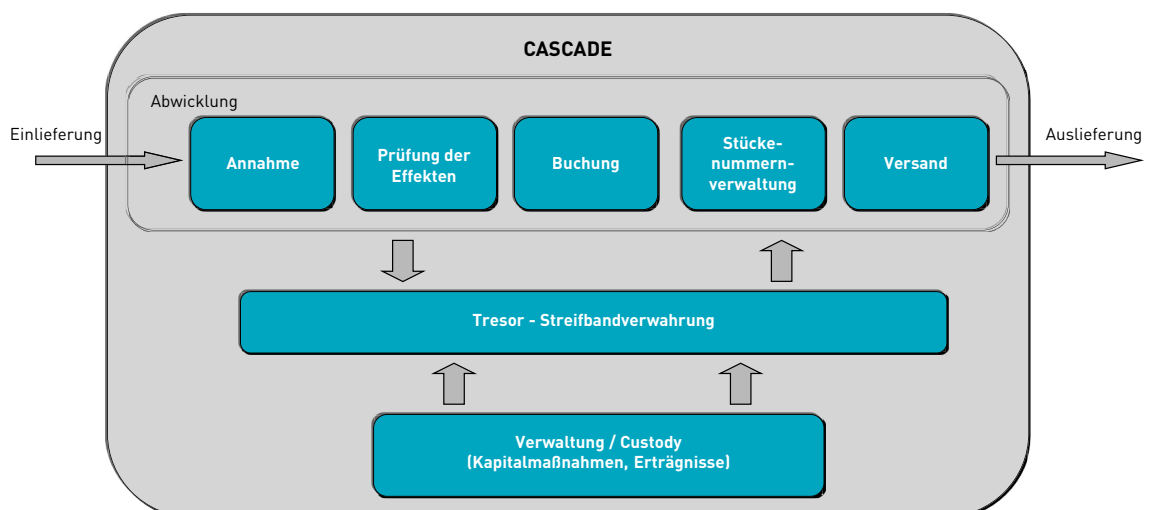 CASCADE
Abwicklung
Einlieferung
Annahme
Prüfung der
Effekten
Buchung
Stücke-
nummern-
verwaltung
Versand
Auslieferung
Tresor - Streifbandverwahrung
Verwaltung / Custody
(Kapitalmaßnahmen, Erträgnisse)